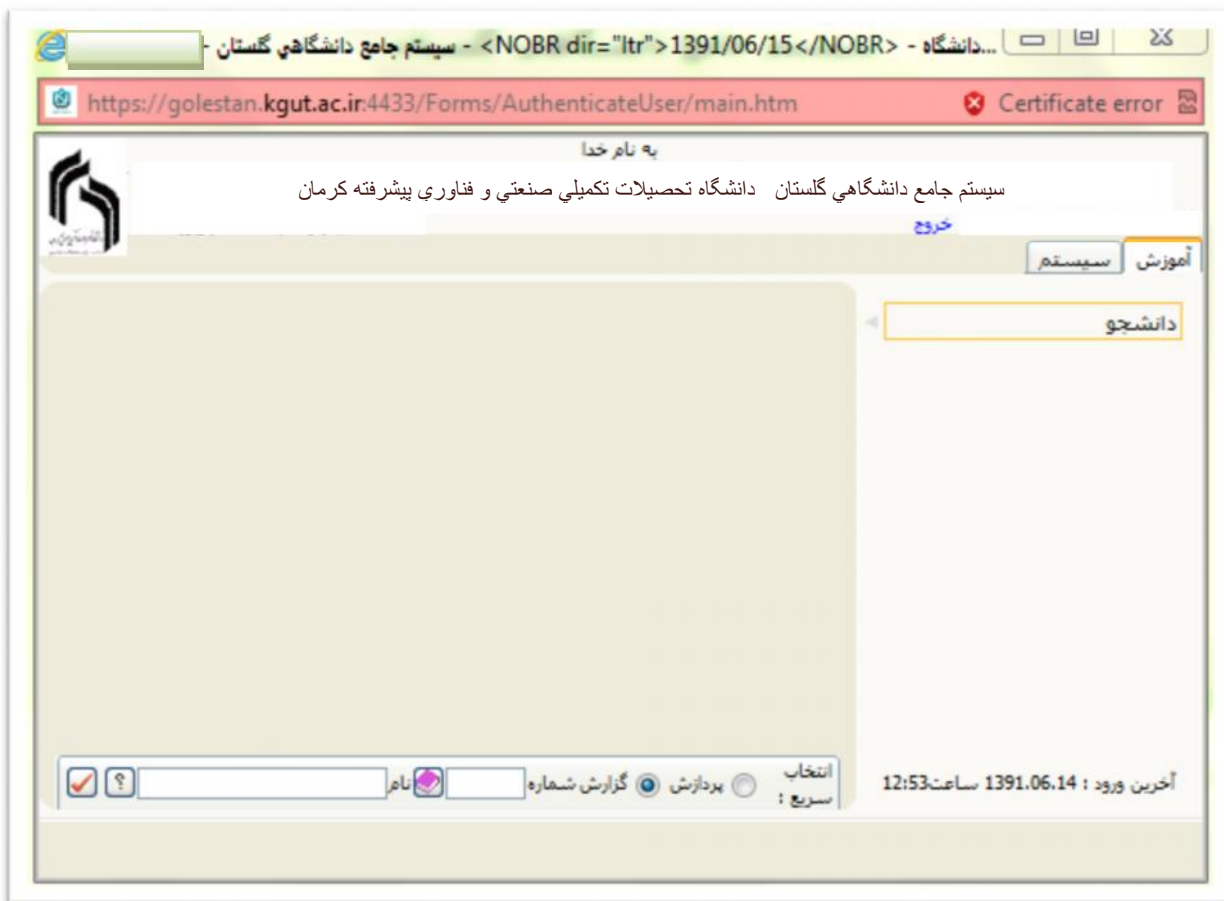 ...دانشگاه - <NOBR dir="ltr">1391/06/15</NOBR> - سيستم جامع دانشگاهي گلستان -
https://golestan.kgut.ac.ir:4433/Forms/AuthenticateUser/main.htm Certificate error
به نام خدا
سيستم جامع دانشگاهي گلستان دانشگاه تحصيلات تكميلي صنعتي و فناوري پيشرفته كرمان
خروج
آموزش سيستم
دانشجو
آخرين ورود : 1391.06.14 ساعت12:53
انتخاب سريع : پردازش گزارش شماره نام ?